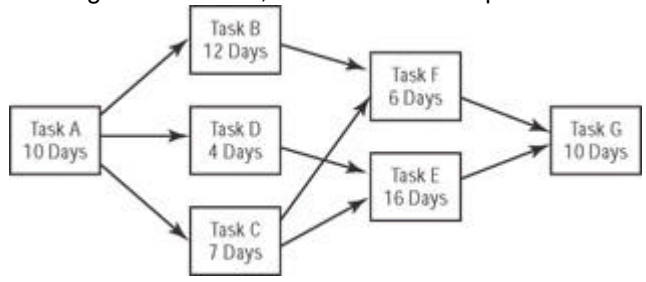 Task B
12 Days
Task F
6 Days
Task A
10 Days
Task D
4 Days
Task G
10 Days
Task E
16 Days
Task C
7 Days